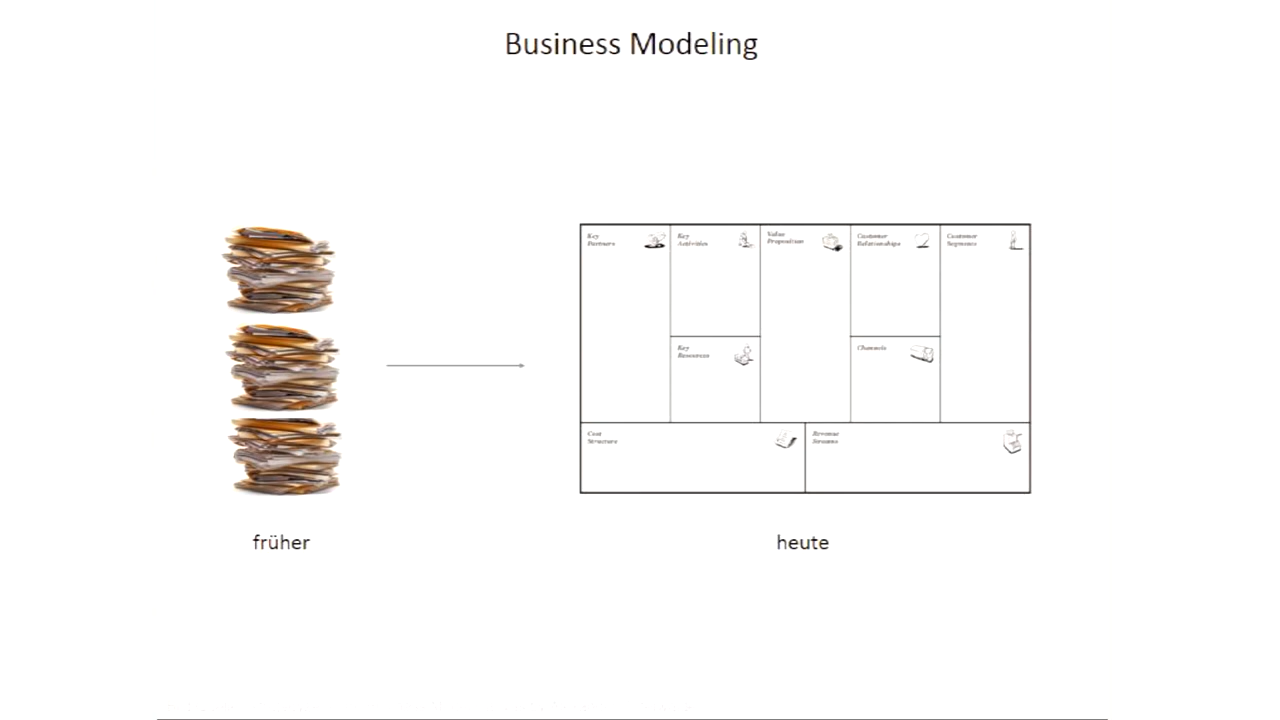 Business Modeling
Key
Partners
Key
Activities
Value
Proposition
Customer
Relationships
Customer
Segments
Key
Resources
Channels
Cost
Structure
Revenue
Streams
früher
heute